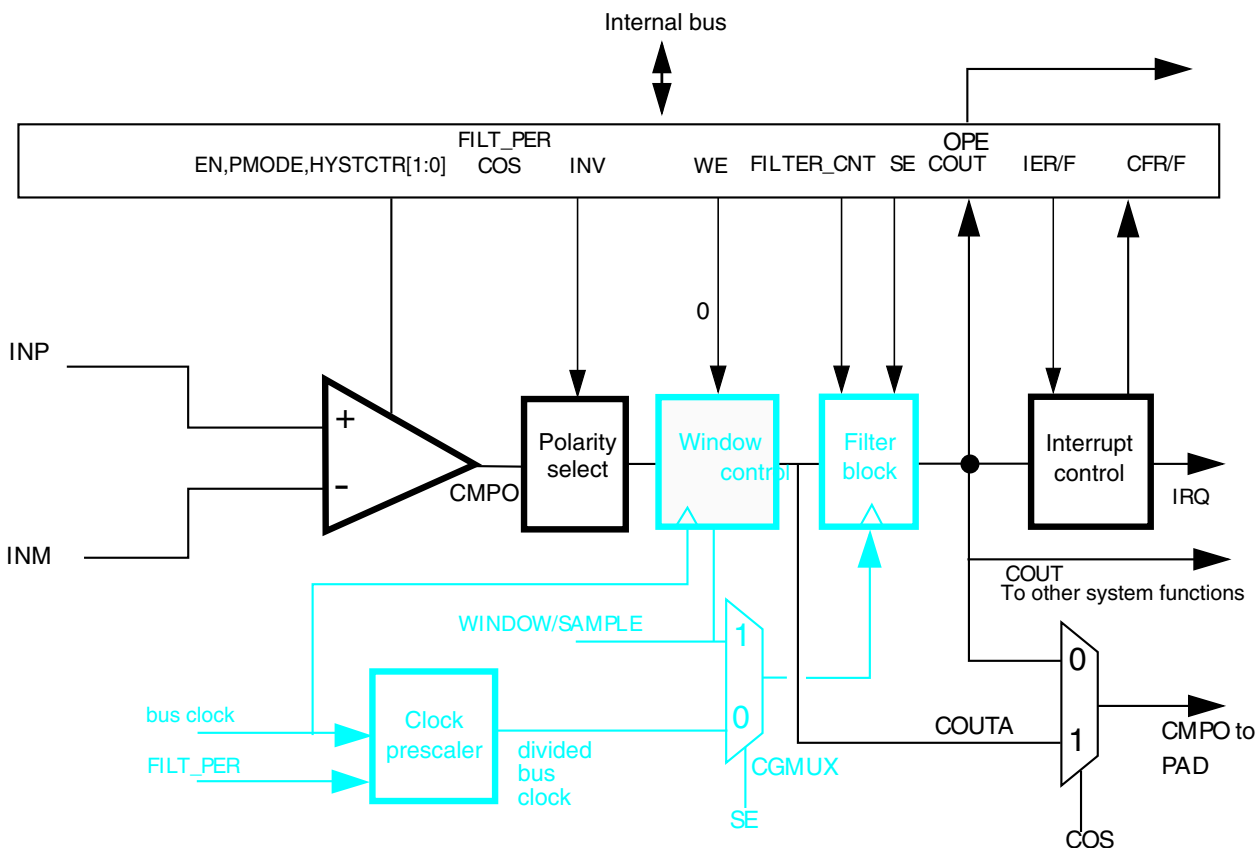 Internal bus
FILT_PER
OPE
EN,PMODE,HYSTCTR[1:0] COS INV WE FILTER_CNT SE COUT IER/F CFR/F
0
INP
+
-
INM
CMPO
Polarity
select
Window
control
Filter
block
Interrupt
control
IRQ
COUT
To other system functions
WINDOW/SAMPLE
1
0
0
1
bus clock
FILT_PER
Clock
prescaler
divided
bus
clock
CGMUX
SE
COUTA
CMPO to
PAD
COS